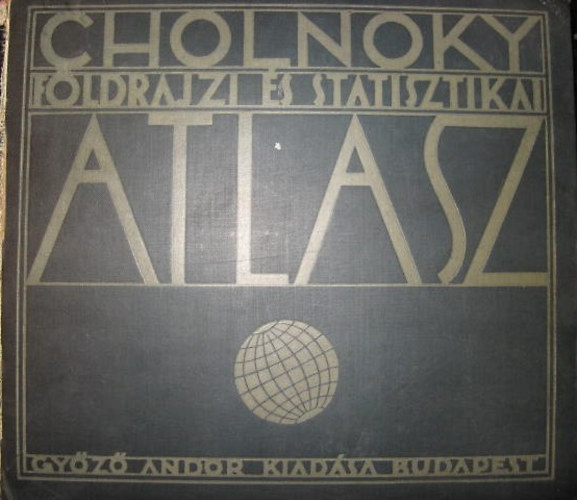 CHOLNOKY
FÖLDRAJZI ÉS STATISZTIKAI
ATLASZ
GYŐZŐ ANDOR KIADÁSA BUDAPEST